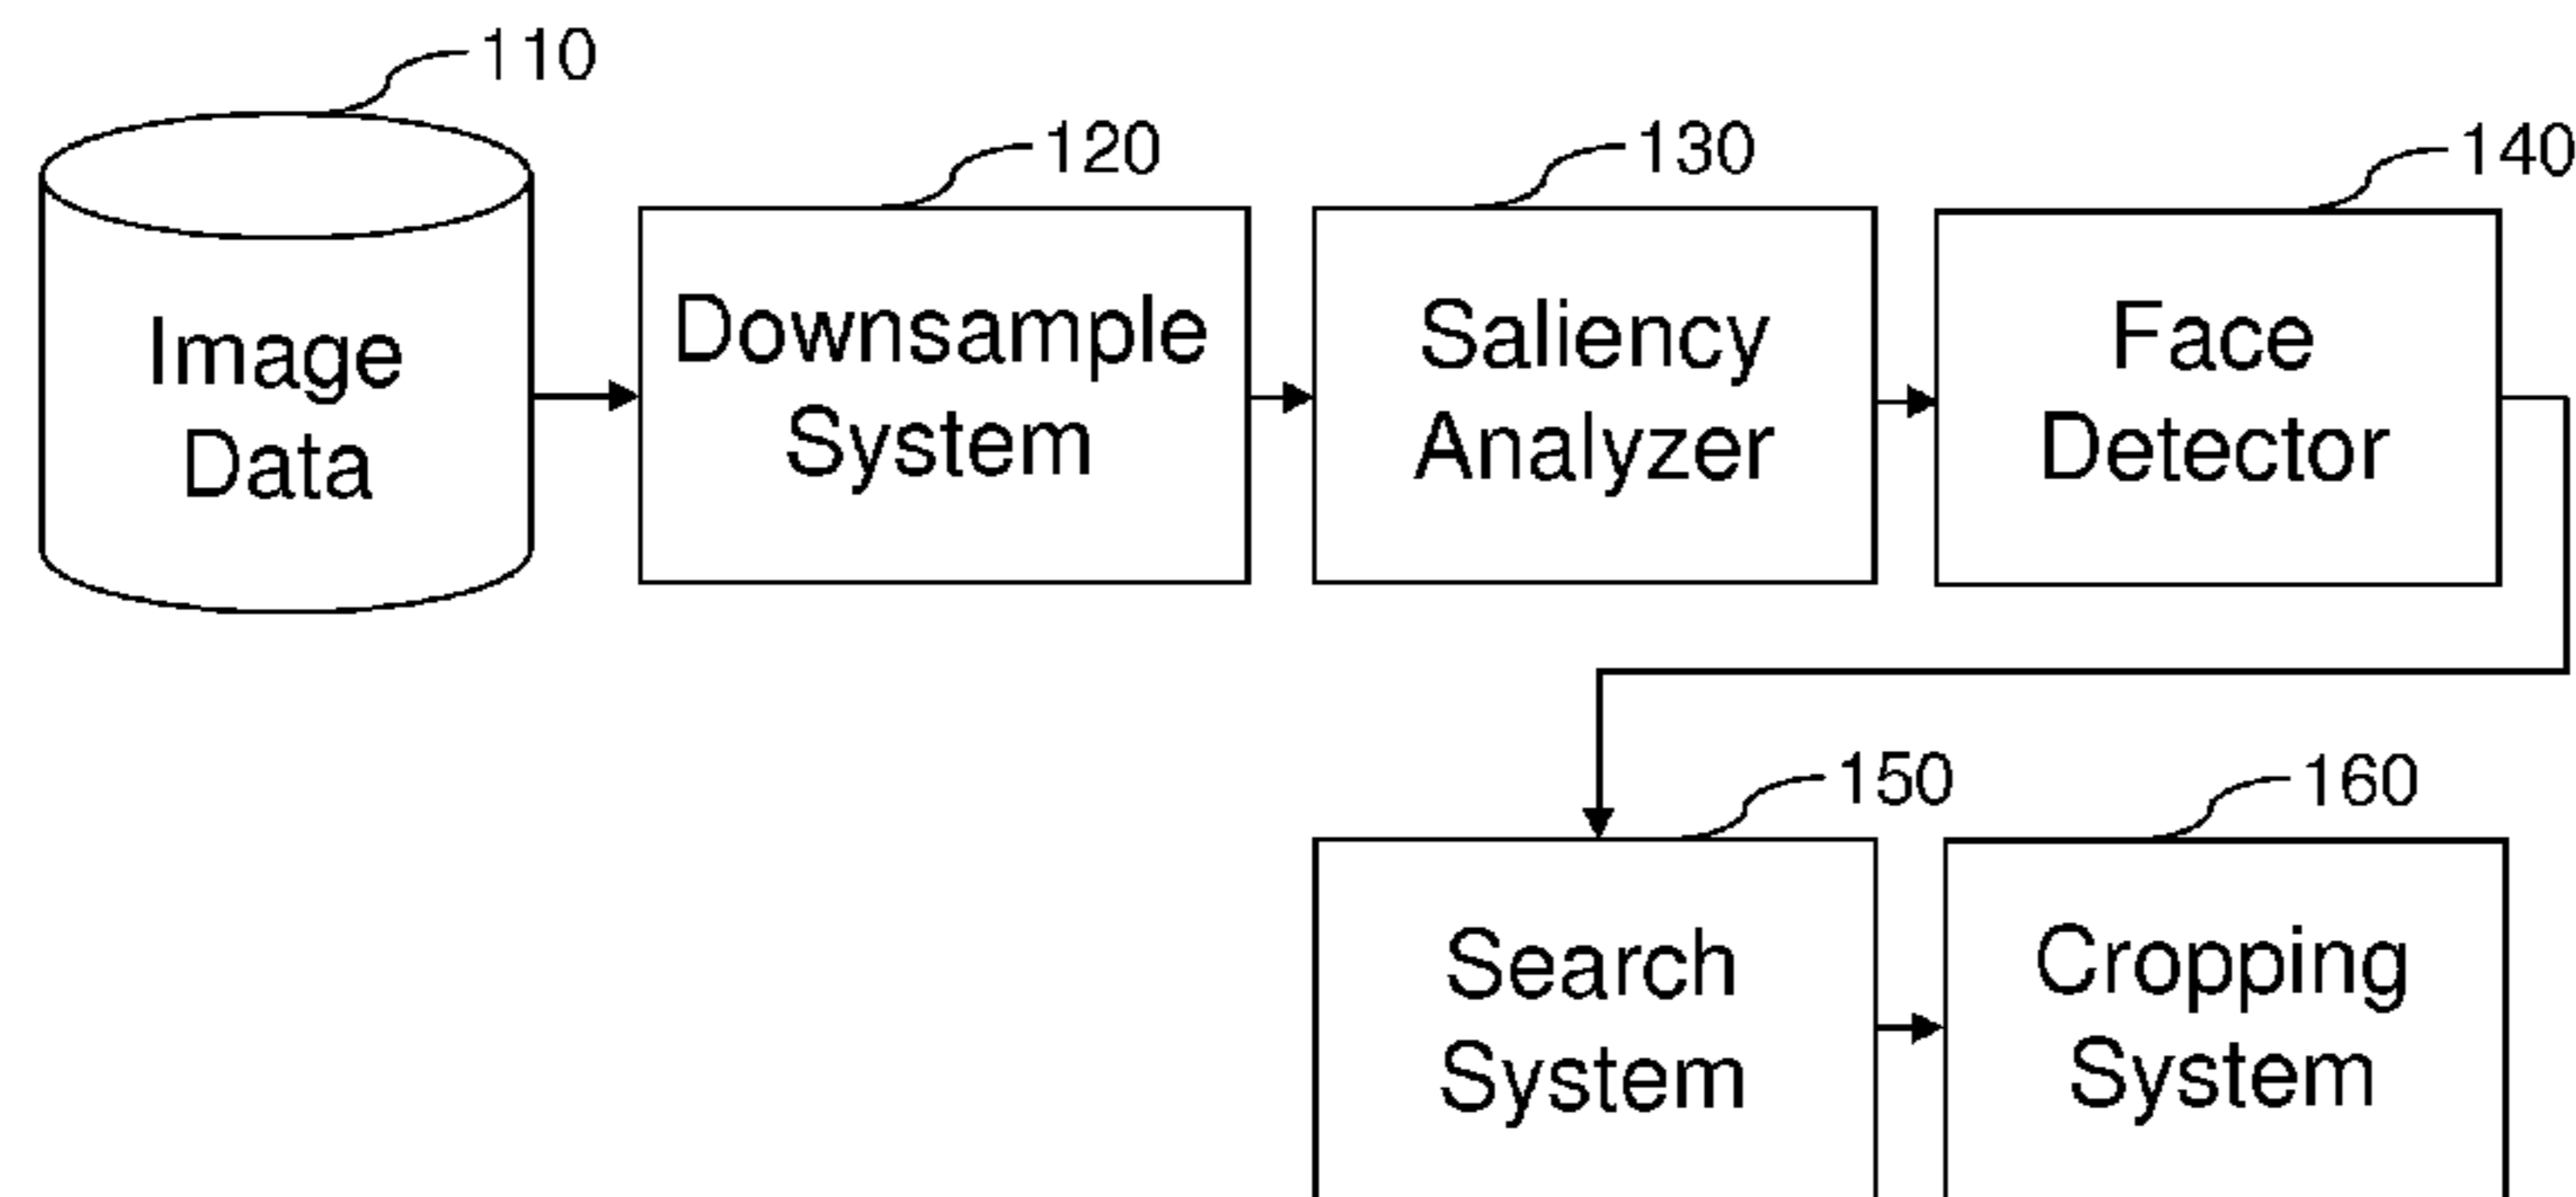 110
120
130
140
Image
Data
Downsample
System
Saliency
Analyzer
Face
Detector
150
160
Search
System
Cropping
System